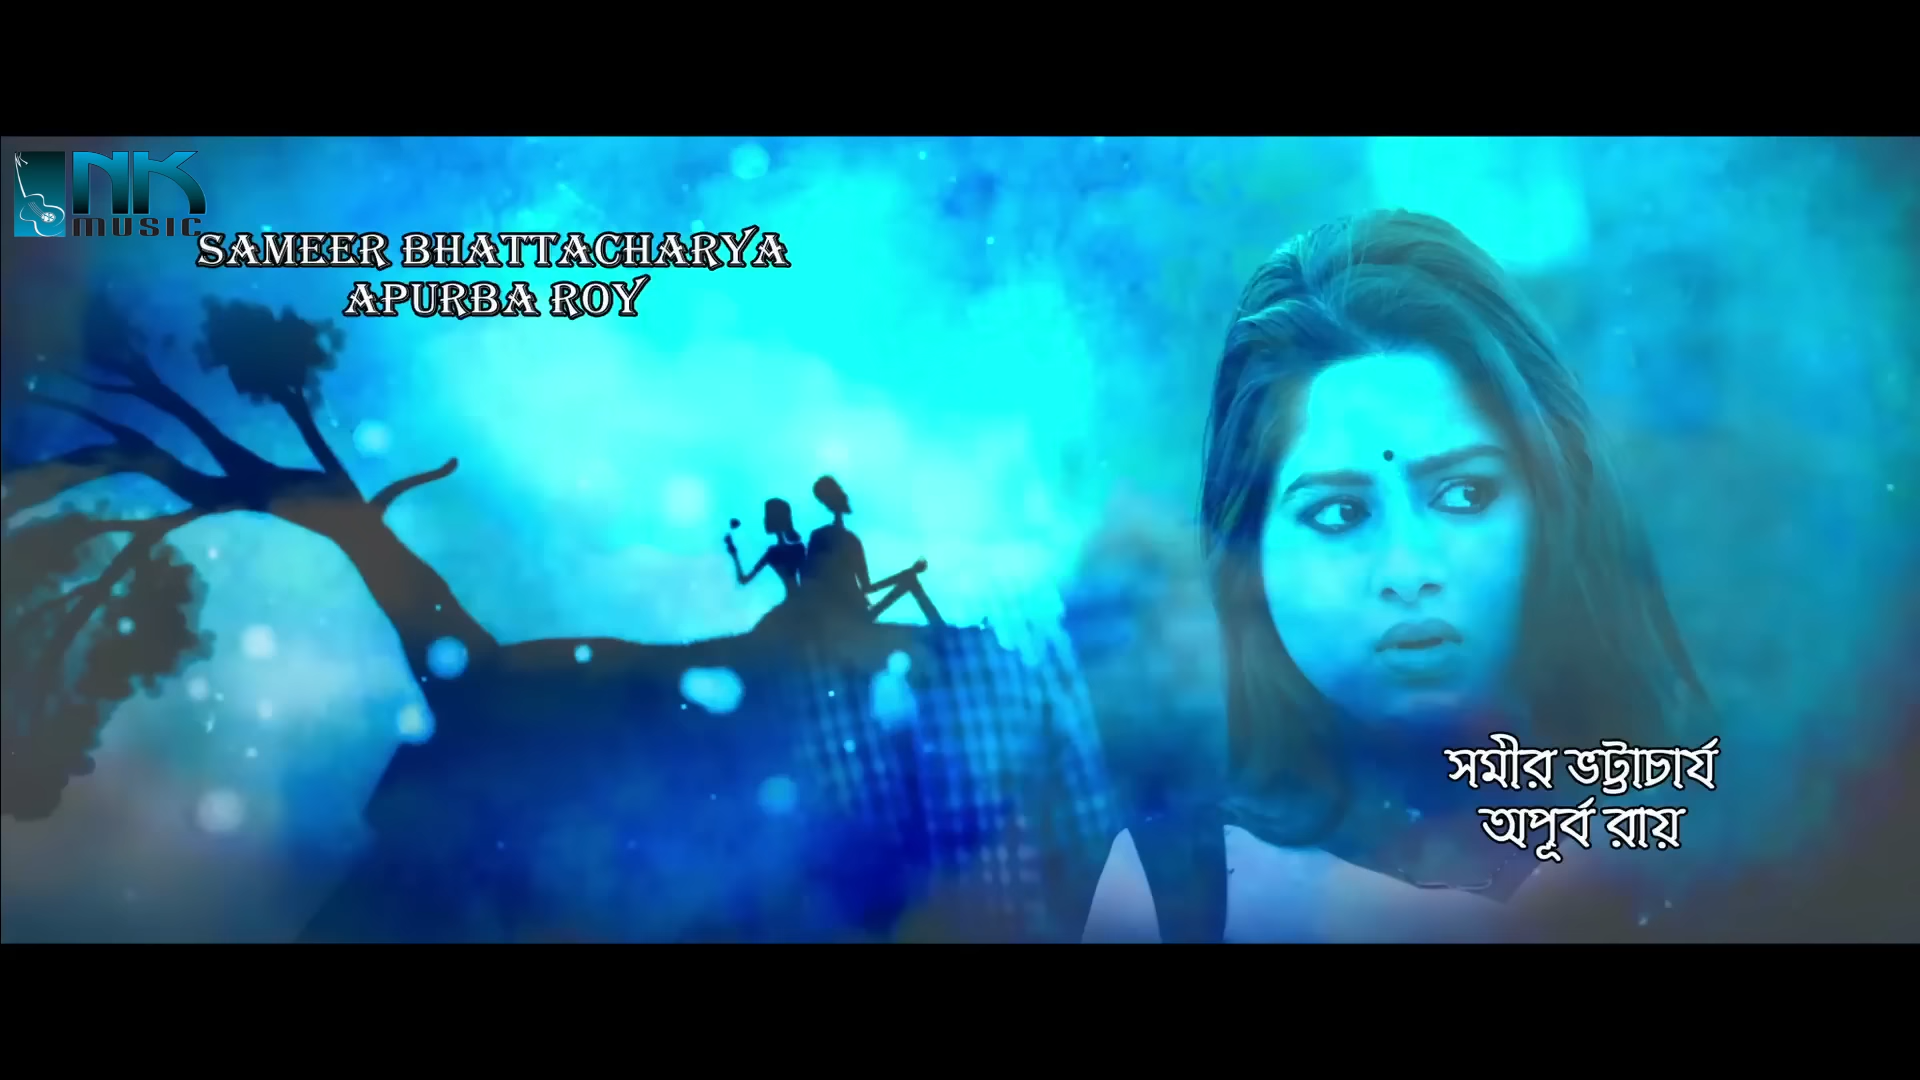 NK
MUSIC
SAMEER BHATTACHARYA
APURBA ROY
সমীর ভট্টাচার্য
অপূর্ব রায়